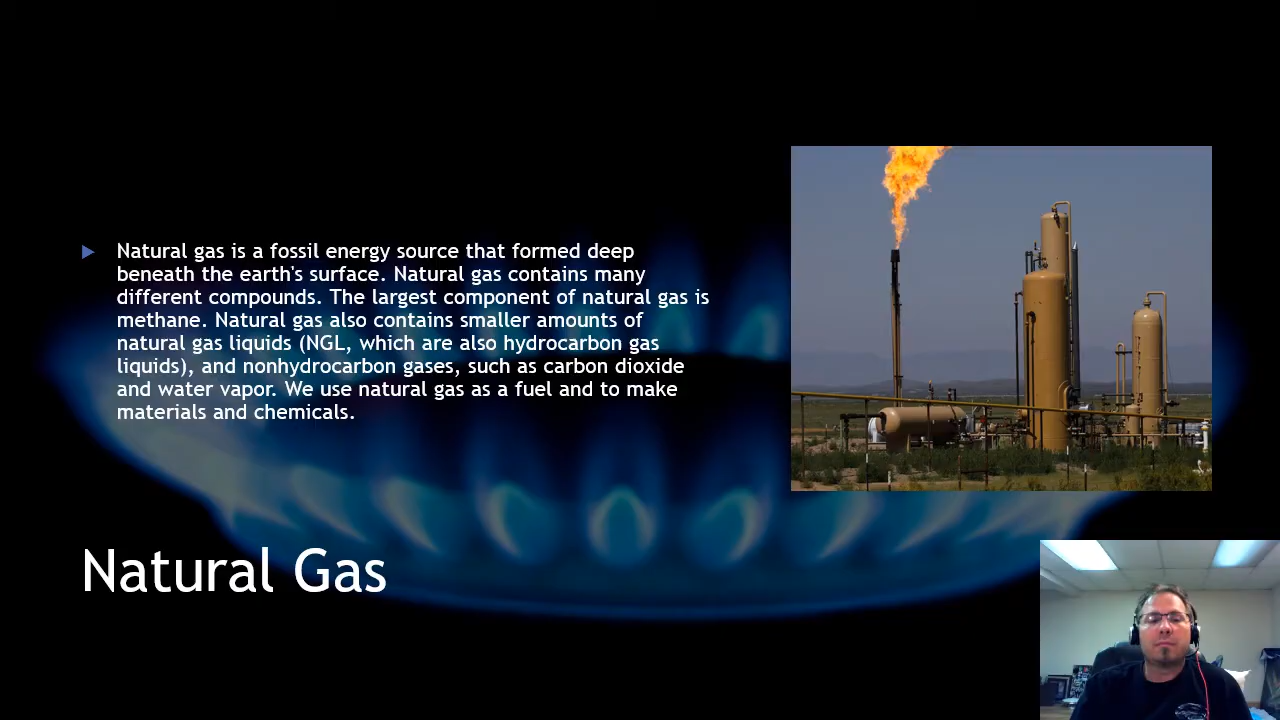 Natural gas is a fossil energy source that formed deep
beneath the earth's surface. Natural gas contains many
different compounds. The largest component of natural gas is
methane. Natural gas also contains smaller amounts of
natural gas liquids (NGL, which are also hydrocarbon gas
liquids), and nonhydrocarbon gases, such as carbon dioxide
and water vapor. We use natural gas as a fuel and to make
materials and chemicals.
Natural Gas